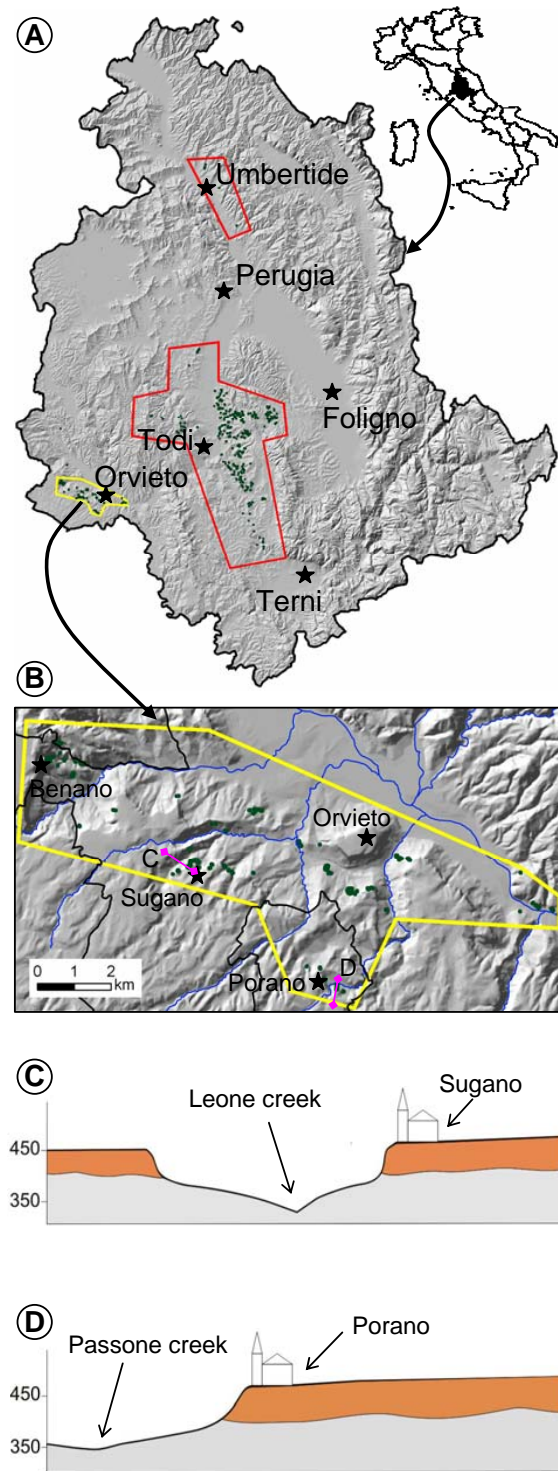 A
Umbertide
Perugia
Foligno
Todi
Orvieto
Terni
B
Benano
Orvieto
C
Sugano
Porano
D
0 1 2
km
C
Sugano
Leone creek
450
350
D
Porano
Passone creek
450
350